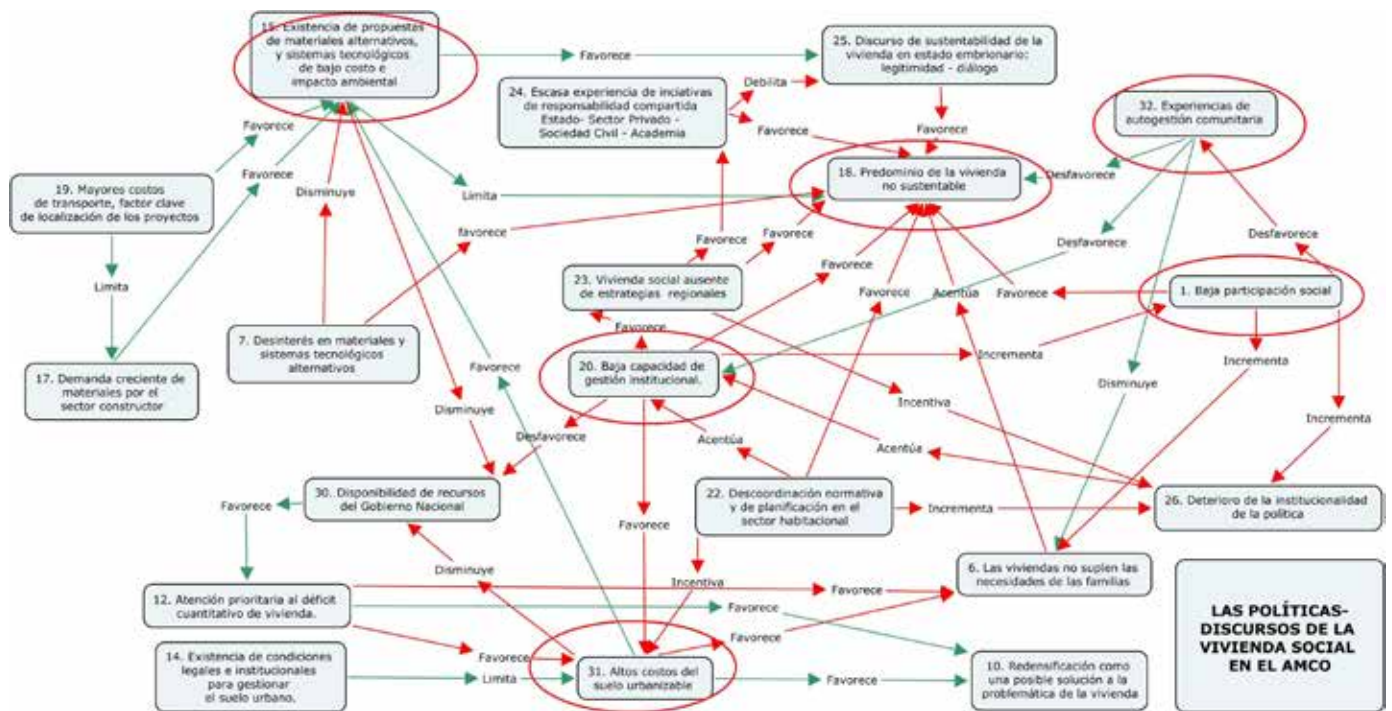 15. Existencia de propuestas
de materiales alternativos,
y sistemas tecnológicos
de bajo costo e
impacto ambiental
Favorece
25. Discurso de sustentabilidad de la
vivienda en estado embrionario:
legitimidad - diálogo
24. Escasa experiencia de inciativas
de responsabilidad compartida
Estado- Sector Privado -
Sociedad Civil - Academia
Debilita
Favorece
Favorece
32. Experiencias de
autogestión comunitaria
Favorece
Favorece
18. Predominio de la vivienda
no sustentable
Desfavorece
19. Mayores costos
de transporte, factor clave
de localización de los proyectos
Disminuye
Limita
favorece
Favorece
Favorece
Desfavorece
Desfavorece
Favorece
Limita
23. Vivienda social ausente
de estrategias regionales
Favorece
Acentúa
Favorece
1. Baja participación social
7. Desinterés en materiales y
sistemas tecnológicos
alternativos
Favorece
20. Baja capacidad de
gestión institucional.
Incrementa
Incrementa
17. Demanda creciente de
materiales por el
sector constructor
Favorece
Disminuye
Disminuye
Incentiva
Desfavorece
Acentúa
Acentúa
Incrementa
30. Disponibilidad de recursos
del Gobierno Nacional
22. Descoordinación normativa
y de planificación en el
sector habitacional
Incrementa
26. Deterioro de la institucionalidad
de la política
Favorece
Favorece
Disminuye
Incentiva
6. Las viviendas no suplen las
necesidades de las familias
12. Atención prioritaria al déficit
cuantitativo de vivienda.
Favorece
Favorece
Favorece
14. Existencia de condiciones
legales e institucionales
para gestionar
el suelo urbano.
Favorece
Limita
31. Altos costos del
suelo urbanizable
Favorece
10. Redensificación como
una posible solución a la
problemática de la vivienda
LAS POLÍTICAS-
DISCURSOS DE LA
VIVIENDA SOCIAL
EN EL AMCO